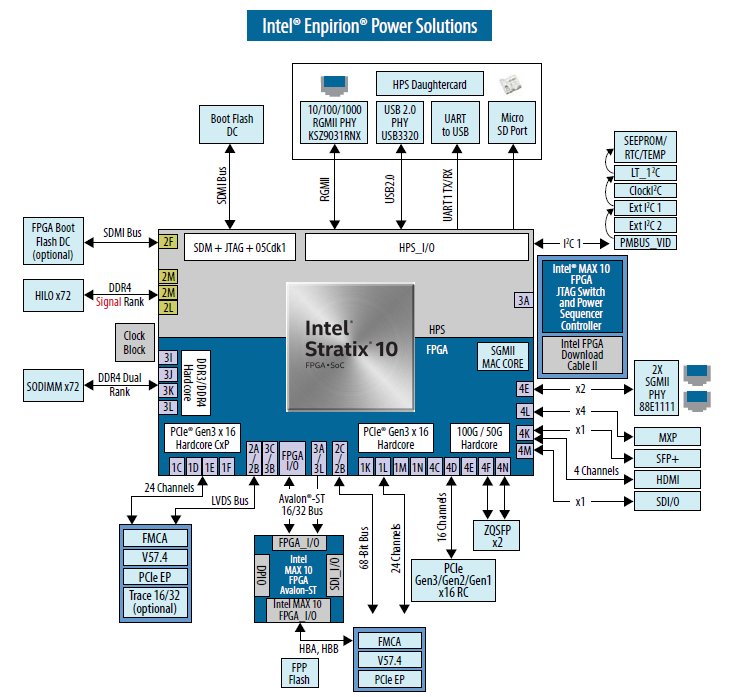 Intel® Enpirion® Power Solutions
HPS Daughtercard
10/100/1000
RGMII PHY
KSZ9031RNX
USB 2.0
PHY
USB3320
UART
to USB
Micro
SD Port
Boot Flash
DC
SDMI Bus
RGMII
USB2.0
UART1 TX/RX
SEEPROM/
RTC/TEMP
LT_1²C
ClockI²C
Ext I²C 1
Ext I²C 2
PMBUS_VID
I²C 1
FPGA Boot
Flash DC
(optional)
SDMI Bus
2F
SDM + JTAG + 05Cdk1
HPS_I/O
HILO x72
DDR4
Signal Rank
2M
2M
2L
3A
Intel® MAX 10
FPGA
JTAG Switch
and Power
Sequencer
Controller
Intel FPGA
Download
Cable II
Clock
Block
intel®
Stratix® 10
FPGA•SoC
HPS
FPGA
SGMII
MAC CORE
SODIMM x72
DDR4 Dual
Rank
3I
3J
3K
3L
DDR3/DDR4
Hardcore
4E
4L
4K
4M
x2
x4
x1
4 Channels
x1
2X
SGMII
PHY
88E1111
MXP
SFP+
HDMI
SDI/O
PCIe® Gen3 x 16
Hardcore CxP
1C
1D
1E
1F
2A
/
2B
3C
/
3B
FPGA
I/O
3A
/
3L
2C
/
2B
PCIe® Gen3 x 16
Hardcore
100G / 50G
Hardcore
1K
1L
1M
1N
4C
4D
4E
4F
4N
24 Channels
LVDS Bus
Avalon®-ST
16/32 Bus
68-Bit Bus
24 Channels
16 Channels
ZQSFP
x2
FMCA
V57.4
PCIe EP
Trace 16/32
(optional)
FPGA_I/O
DPIOS
Intel
MAX 10
FPGA
Avalon-ST
SDS_I/O
Intel MAX 10
FPGA_I/O
PCIe
Gen3/Gen2/Gen1
x16 RC
HBA, HBB
FPP
Flash
FMCA
V57.4
PCIe EP